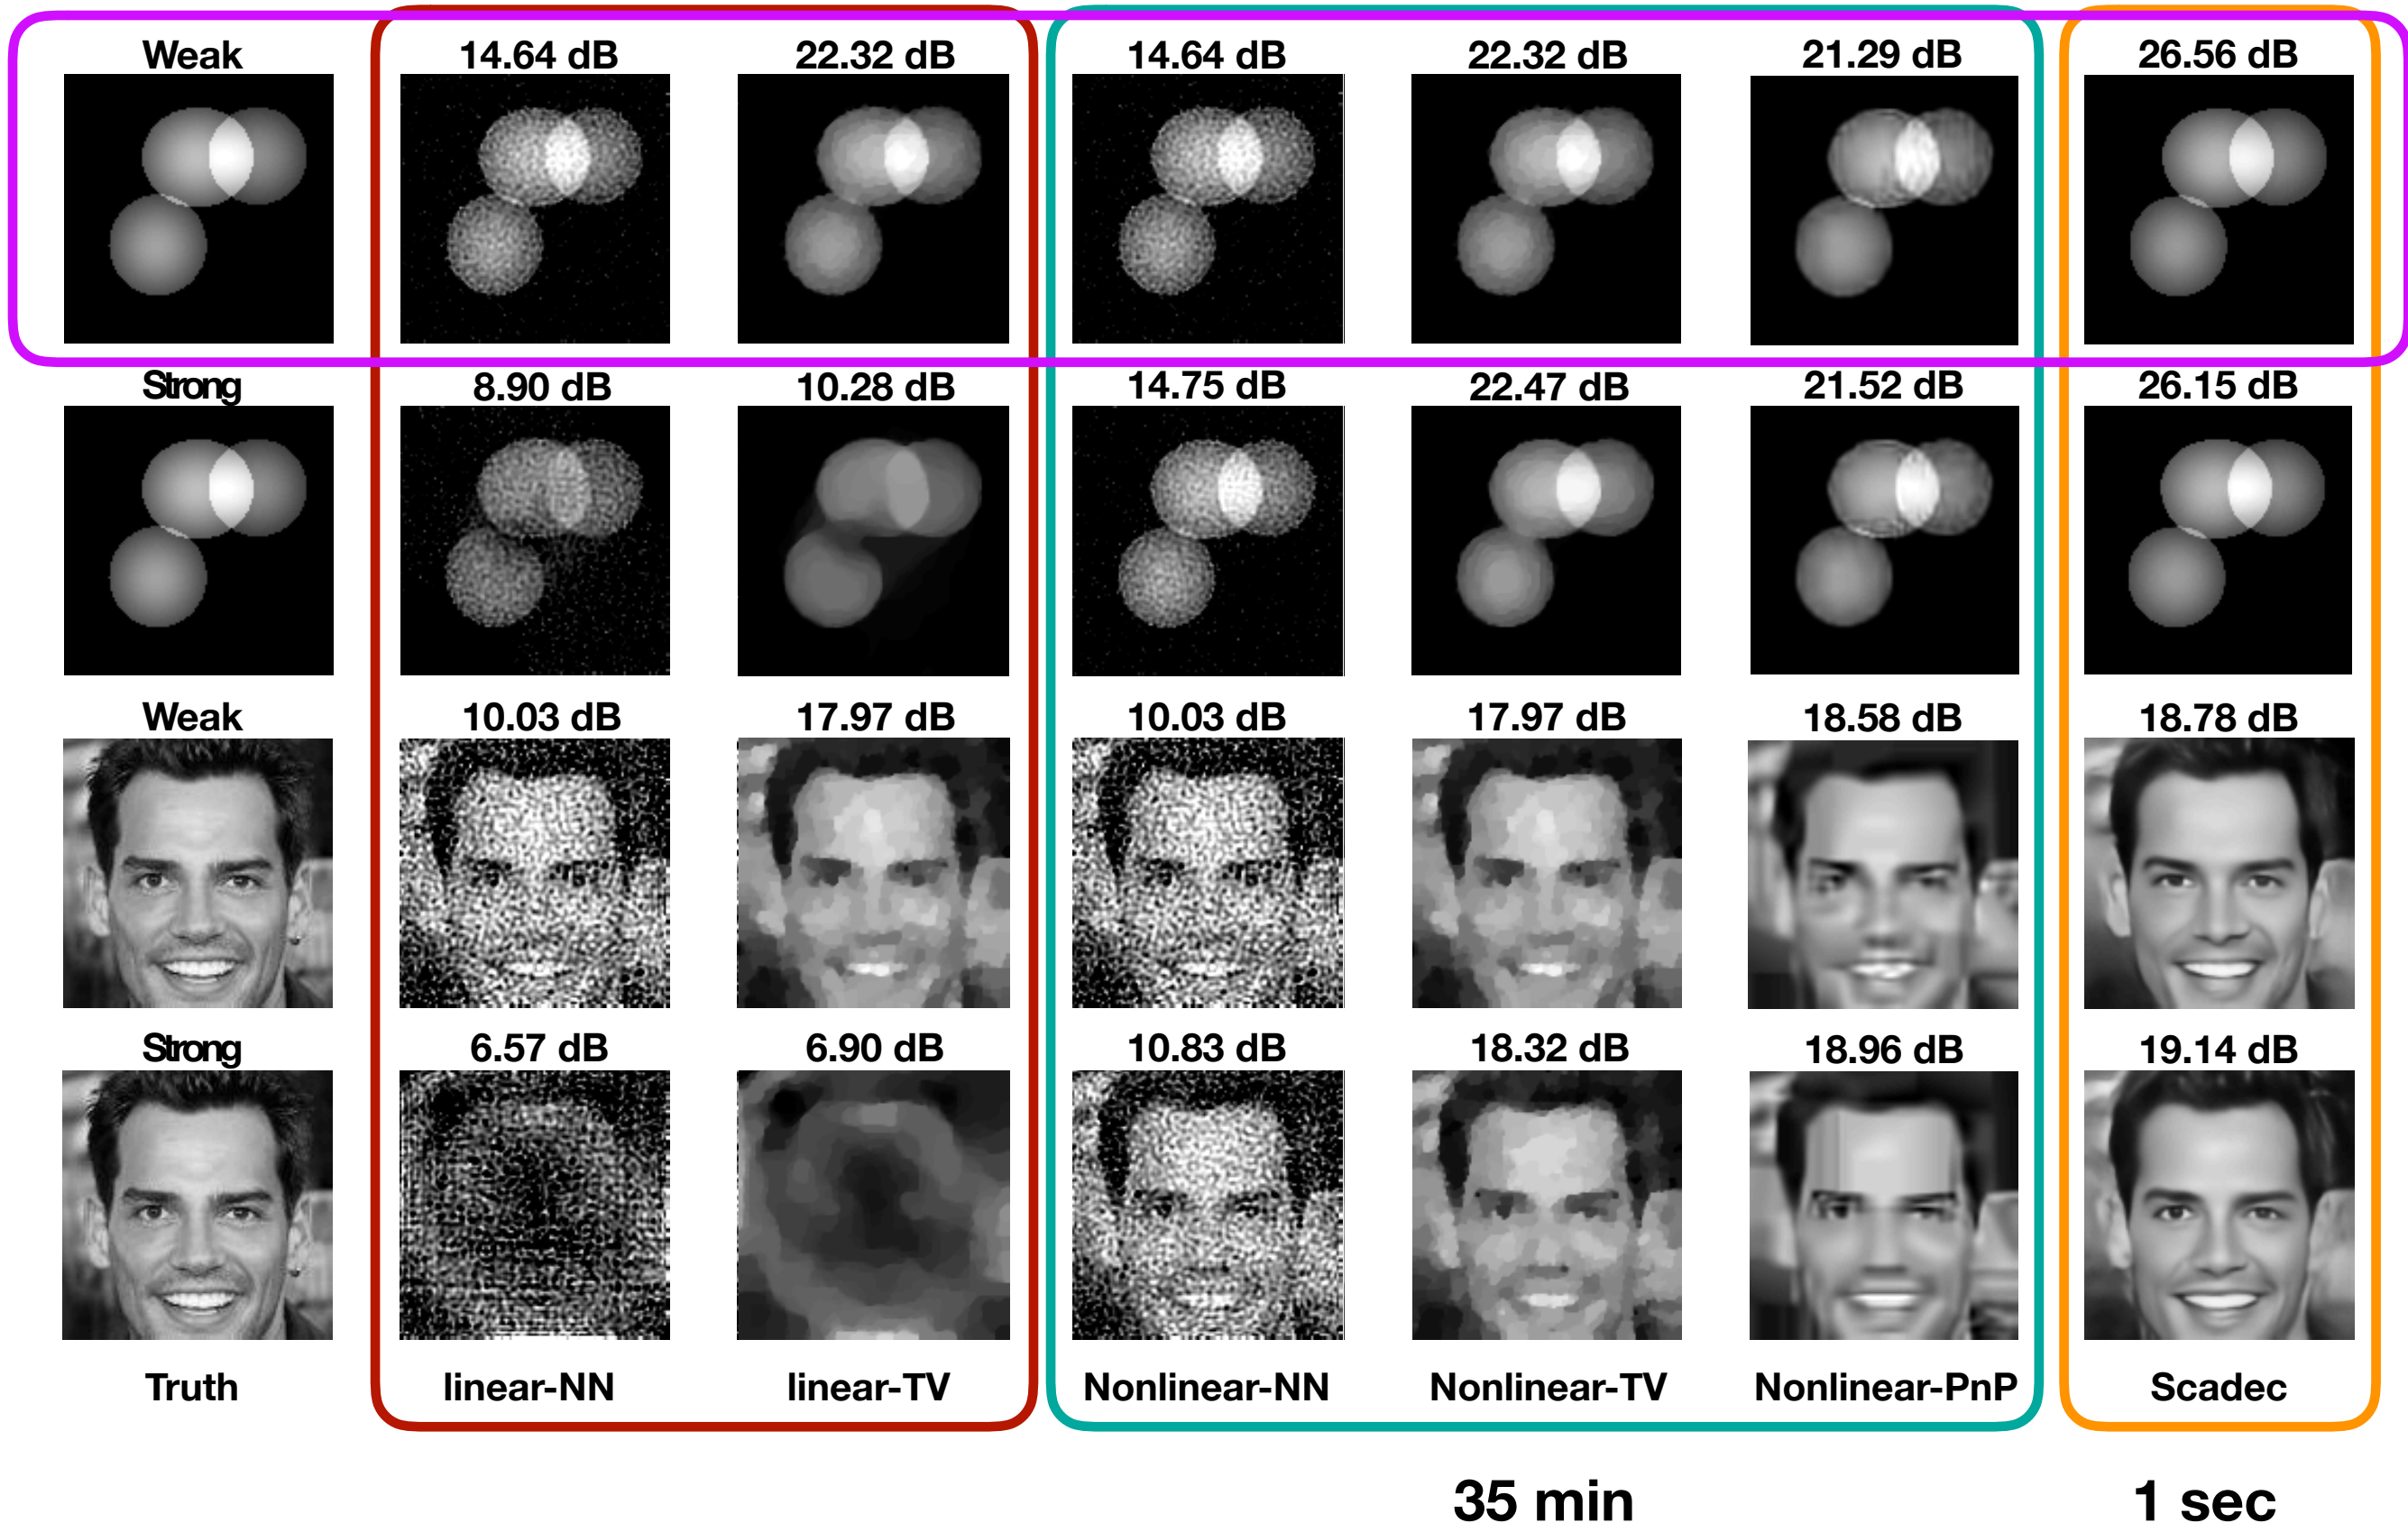 Weak 14.64 dB 22.32 dB 14.64 dB 22.32 dB 21.29 dB 26.56 dB
Strong 8.90 dB 10.28 dB 14.75 dB 22.47 dB 21.52 dB 26.15 dB
Weak 10.03 dB 17.97 dB 10.03 dB 17.97 dB 18.58 dB 18.78 dB
Strong 6.57 dB 6.90 dB 10.83 dB 18.32 dB 18.96 dB 19.14 dB
Truth linear-NN linear-TV Nonlinear-NN Nonlinear-TV Nonlinear-PnP Scadec
35 min 1 sec